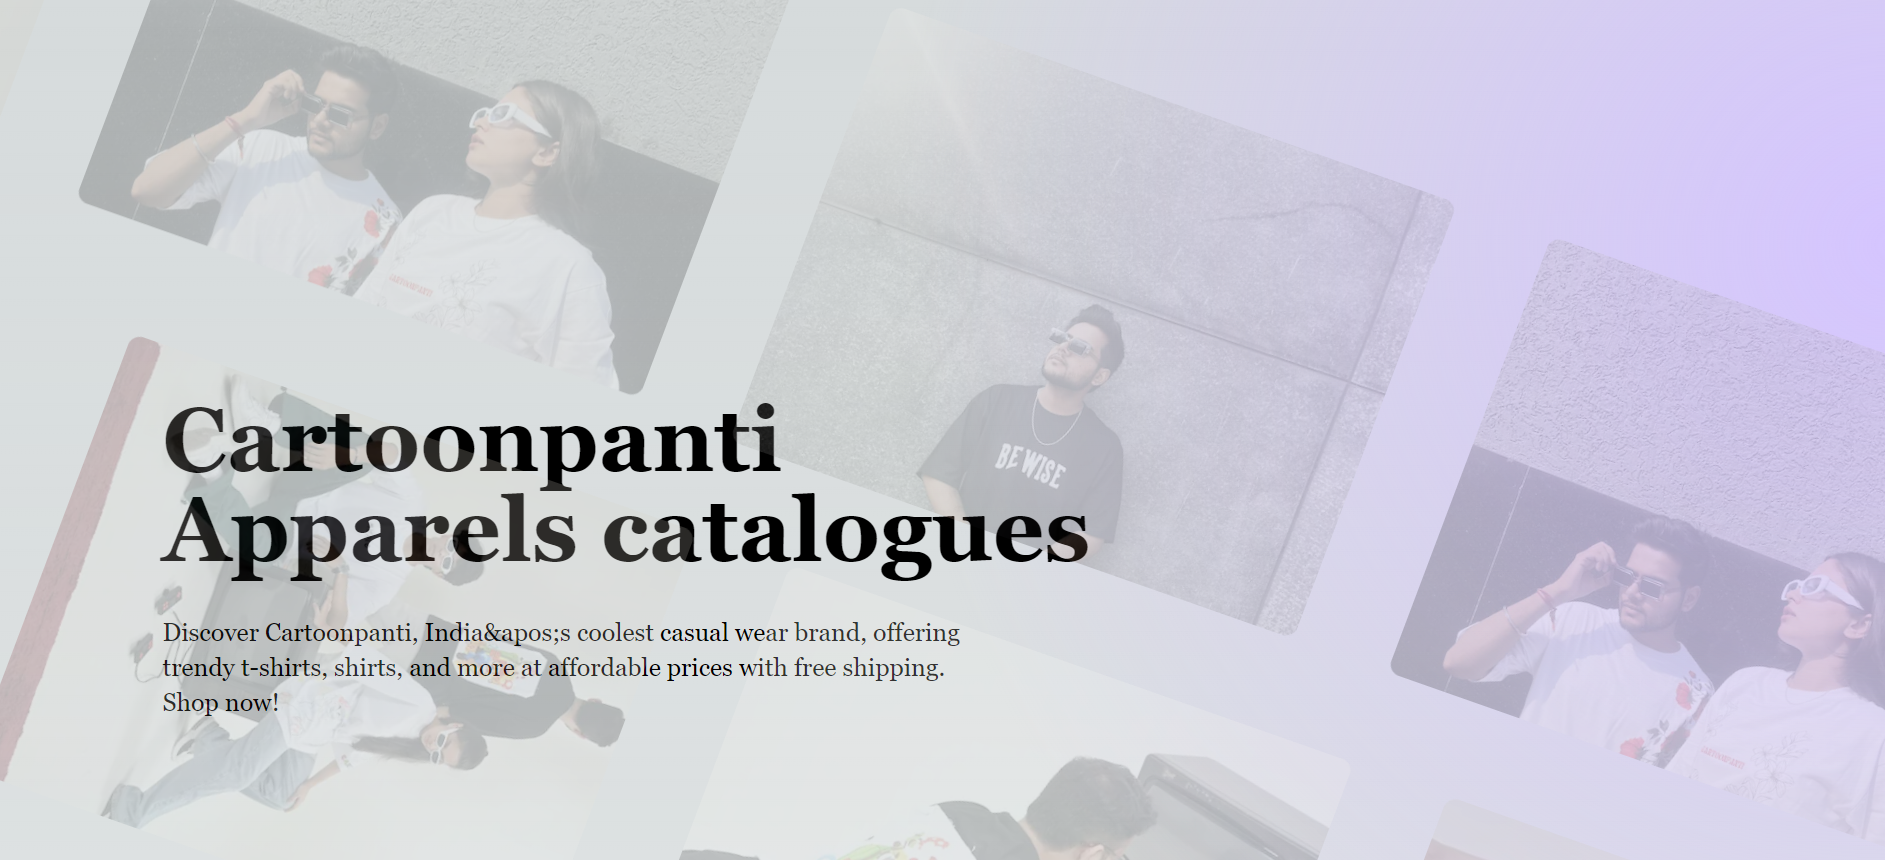 Cartoonpanti
Apparels catalogues
Discover Cartoonpanti, India&apos;s coolest casual wear brand, offering
trendy t-shirts, shirts, and more at affordable prices with free shipping.
Shop now!
BE WISE